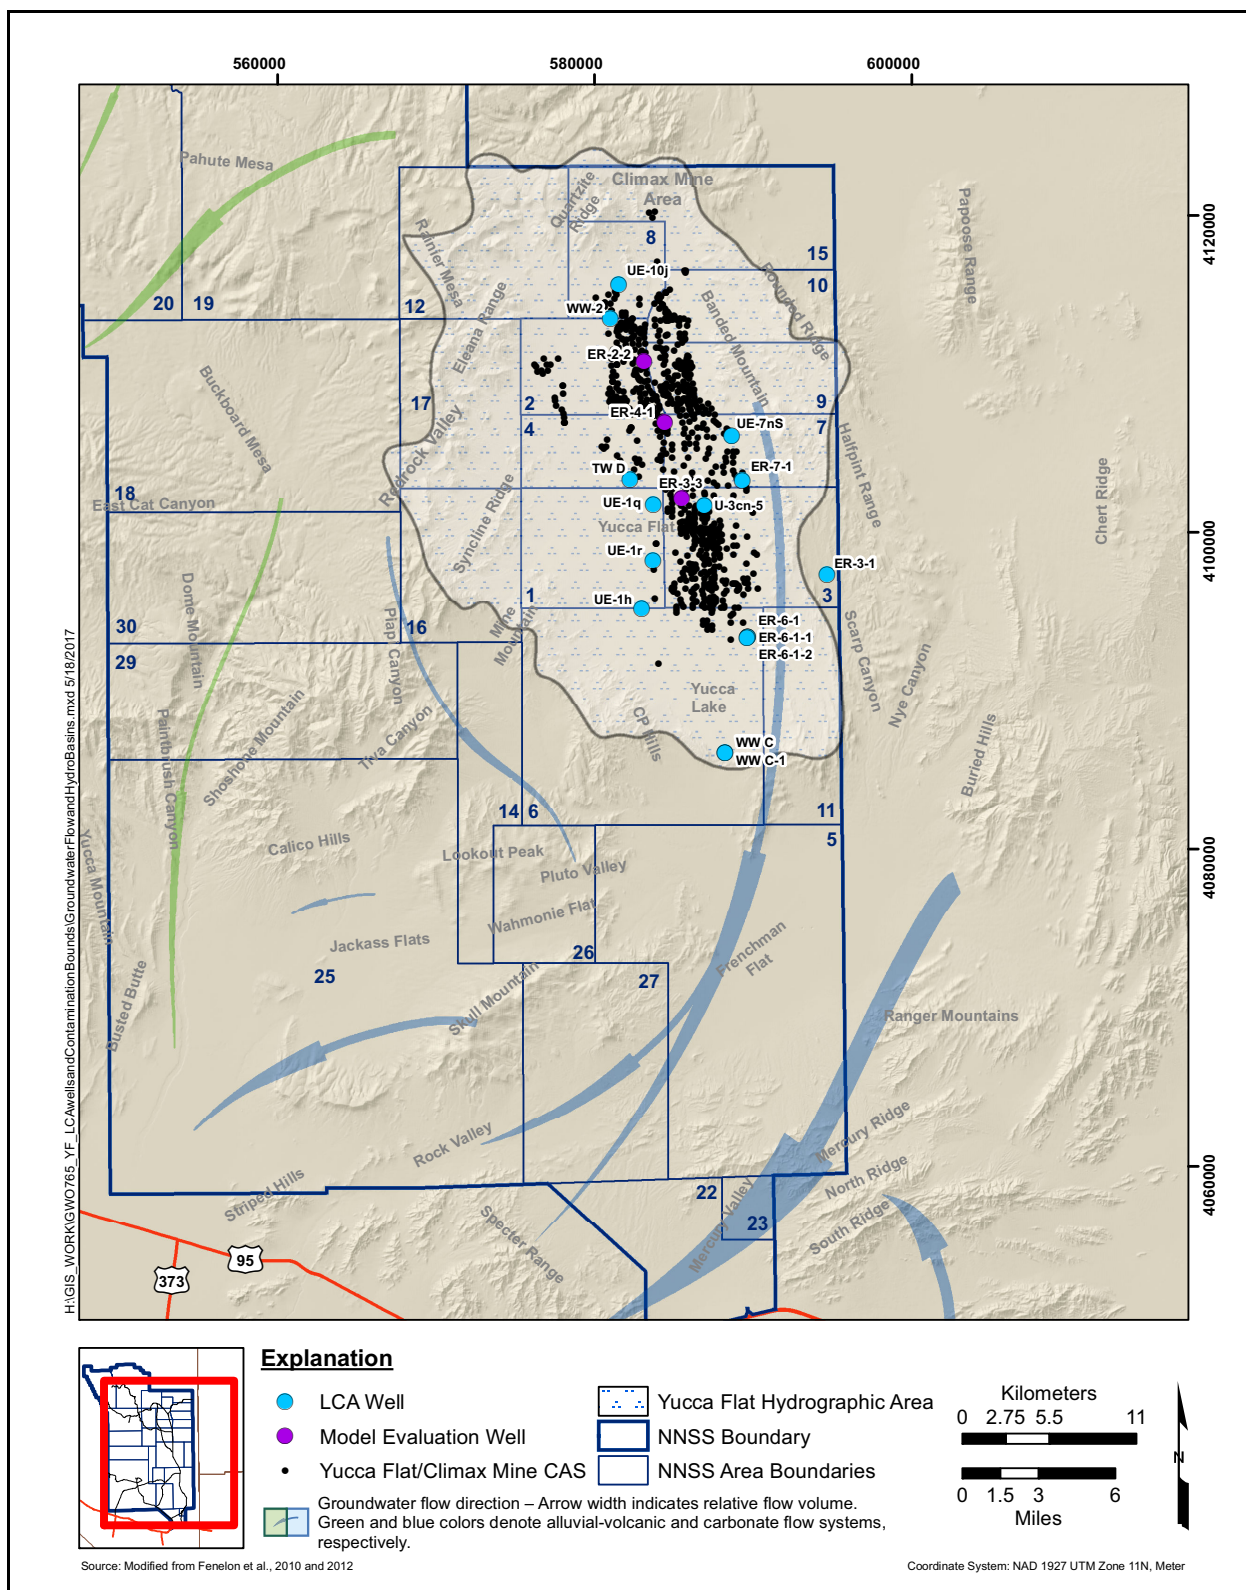 560000
580000
600000
Pahute Mesa
Quartzite
Ridge
Climax Mine
Area
Papoose Range
4120000
Rainier Mesa
8
15
UE-10j
10
Rounded Ridge
20
19
12
WW-2
Eleana Range
Banded Mountain
ER-2-2
Buckboard Mesa
17
2
9
ER-4-1
4
7
UE-7nS
Redrock Valley
Halfpint Range
TW D
ER-7-1
Chert Ridge
18
ER-3-3
East Cat Canyon
UE-1q
U-3cn-5
Yucca Flat
4100000
Syncline Ridge
UE-1r
ER-3-1
Dome Mountain
1
UE-1h
3
Plap Canyon
Mine
Mountain
ER-6-1
ER-6-1-1
ER-6-1-2
Scarp Canyon
30
16
29
Nye Canyon
Yucca
Lake
Paintbrush Canyon
Shoshone Mountain
Tiva Canyon
CP Hills
WW C
WW C-1
Buried Hills
14
6
11
5
Yucca Mountain
Calico Hills
Lookout Peak
Pluto Valley
4080000
Wahmonie Flat
Jackass Flats
26
Frenchman
Flat
25
27
Busted Butte
Skull Mountain
Ranger Mountains
Rock Valley
Mercury Ridge
4060000
Striped Hills
22
North Ridge
23
South Ridge
Specter Range
Mercury Valley
95
373
H:\GIS_WORK\GWO765_YF_LCAwellsandContaminationBounds\GroundwaterFlowandHydroBasins.mxd 5/18/2017
Explanation
LCA Well
Model Evaluation Well
Yucca Flat/Climax Mine CAS
Yucca Flat Hydrographic Area
NNSS Boundary
NNSS Area Boundaries
Groundwater flow direction – Arrow width indicates relative flow volume.
Green and blue colors denote alluvial-volcanic and carbonate flow systems,
respectively.
Kilometers
0 2.75 5.5 11
0 1.5 3 6
Miles
N
Source: Modified from Fenelon et al., 2010 and 2012
Coordinate System: NAD 1927 UTM Zone 11N, Meter